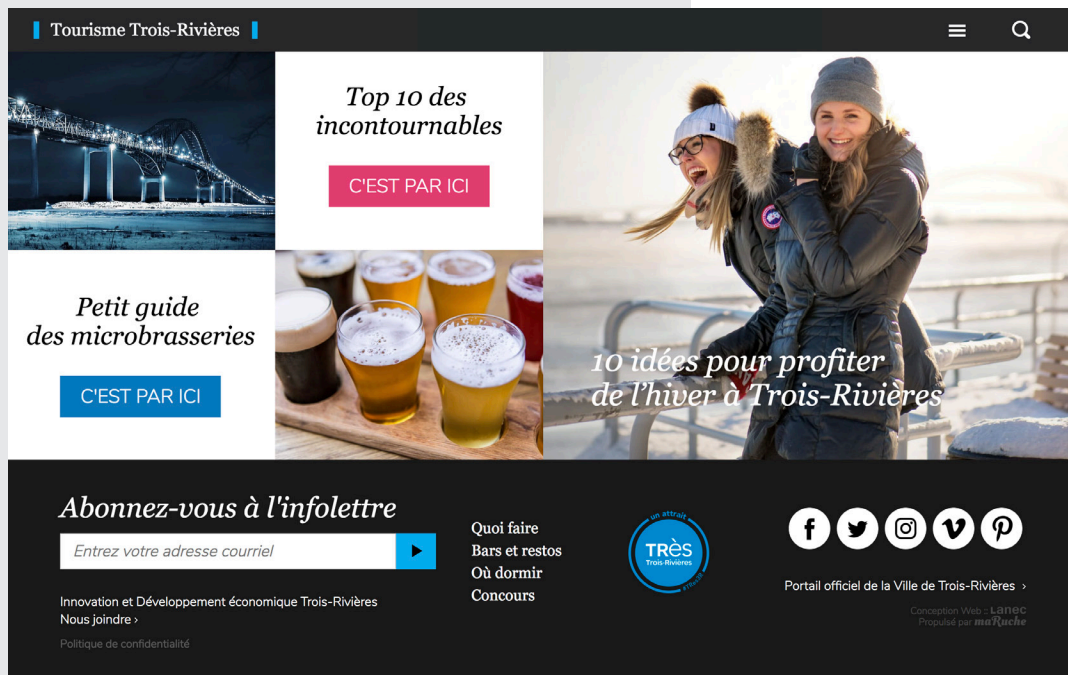 Tourisme Trois-Rivières
Top 10 des
incontournables
C'EST PAR ICI
Petit guide
des microbrasseries
C'EST PAR ICI
10 idées pour profiter
de l'hiver à Trois-Rivières
Abonnez-vous à l'infolettre
Entrez votre adresse courriel
Innovation et Développement économique Trois-Rivières
Nous joindre ›
Politique de confidentialité
Quoi faire
Bars et restos
Où dormir
Concours
un attrait
TRÈS
Trois-Rivières
Portail officiel de la Ville de Trois-Rivières ›
Conception Web :: Lanec
Propulsé par maRuche